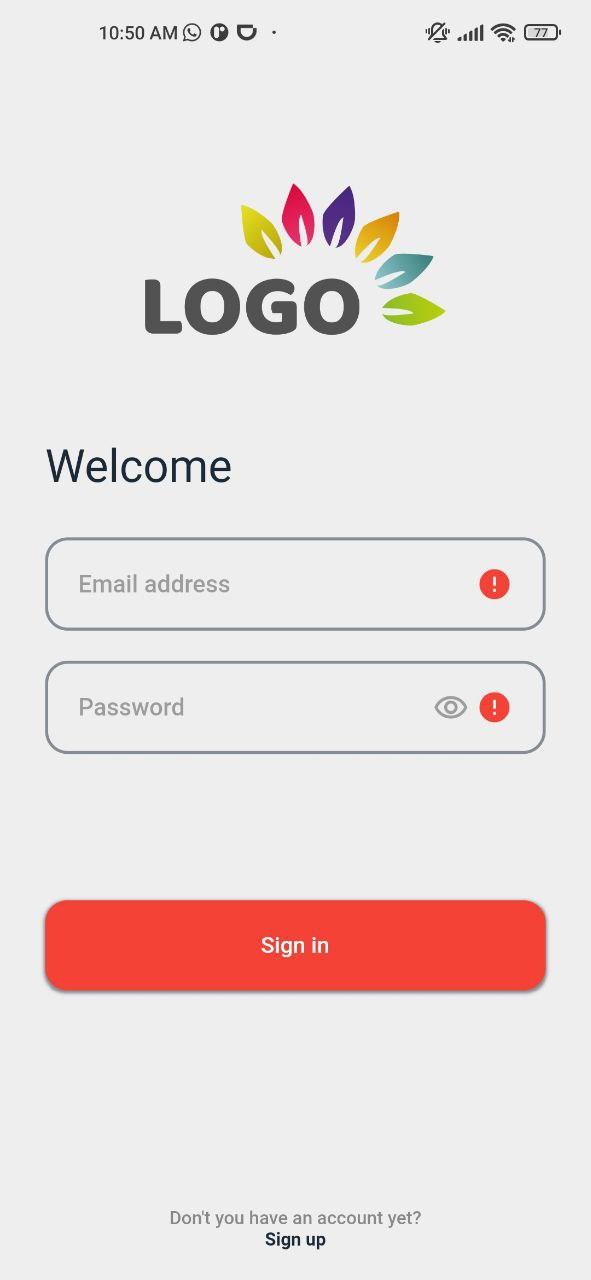 10:50 AM
77
LOGO
Welcome
Email address
Password
Sign in
Don't you have an account yet?
Sign up